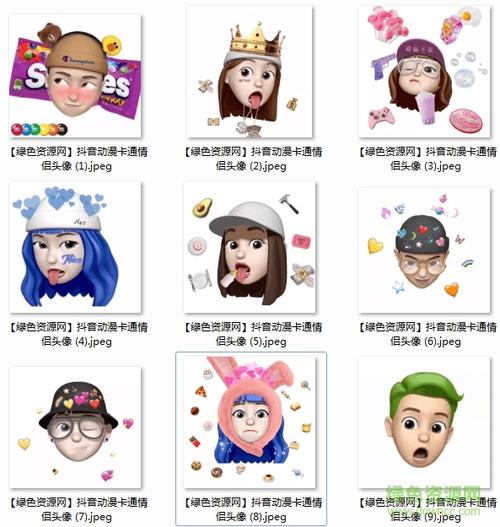 Champion
【绿色资源网】抖音动漫卡通情
侣头像 (1).jpeg
【绿色资源网】抖音动漫卡通情
侣头像 (2).jpeg
【绿色资源网】抖音动漫卡通情
侣头像 (3).jpeg
Nice
【绿色资源网】抖音动漫卡通情
侣头像 (4).jpeg
【绿色资源网】抖音动漫卡通情
侣头像 (5).jpeg
【绿色资源网】抖音动漫卡通情
侣头像 (6).jpeg
【绿色资源网】抖音动漫卡通情
侣头像 (7).jpeg
【绿色资源网】抖音动漫卡通情
侣头像 (8).jpeg
【绿色资源网】抖音动漫卡通情
侣头像 (9).jpeg
绿色资源网